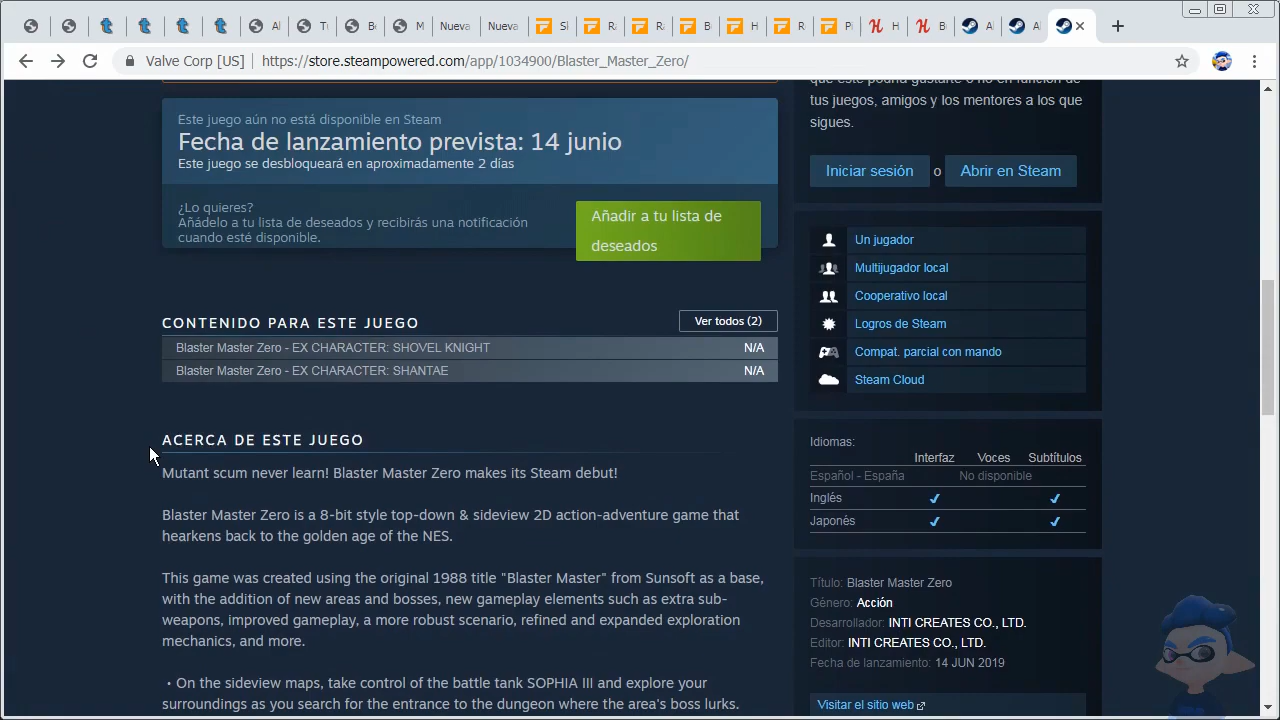 Nueva
Nueva
Valve Corp [US]
https://store.steampowered.com/app/1034900/Blaster_Master_Zero/
Este juego aún no está disponible en Steam
Fecha de lanzamiento prevista: 14 junio
Este juego se desbloqueará en aproximadamente 2 días
¿Lo quieres?
Añádelo a tu lista de deseados y recibirás una notificación
cuando esté disponible.
Añadir a tu lista de
deseados
CONTENIDO PARA ESTE JUEGO
Ver todos (2)
Blaster Master Zero - EX CHARACTER: SHOVEL KNIGHT N/A
Blaster Master Zero - EX CHARACTER: SHANTAE N/A
ACERCA DE ESTE JUEGO
Mutant scum never learn! Blaster Master Zero makes its Steam debut!
Blaster Master Zero is a 8-bit style top-down & sideview 2D action-adventure game that
hearkens back to the golden age of the NES.
This game was created using the original 1988 title "Blaster Master" from Sunsoft as a base,
with the addition of new areas and bosses, new gameplay elements such as extra sub-
weapons, improved gameplay, a more robust scenario, refined and expanded exploration
mechanics, and more.
• On the sideview maps, take control of the battle tank SOPHIA III and explore your
surroundings as you search for the entrance to the dungeon where the area's boss lurks.
que este podría gustarte o no en función de
tus juegos, amigos y los mentores a los que
sigues.
Iniciar sesión o Abrir en Steam
Un jugador
Multijugador local
Cooperativo local
Logros de Steam
Compat. parcial con mando
Steam Cloud
Idiomas:
Interfaz Voces Subtítulos
Español - España No disponible
Inglés ✔ ✔
Japonés ✔ ✔
Título: Blaster Master Zero
Género: Acción
Desarrollador: INTI CREATES CO., LTD.
Editor: INTI CREATES CO., LTD.
Fecha de lanzamiento: 14 JUN 2019
Visitar el sitio web